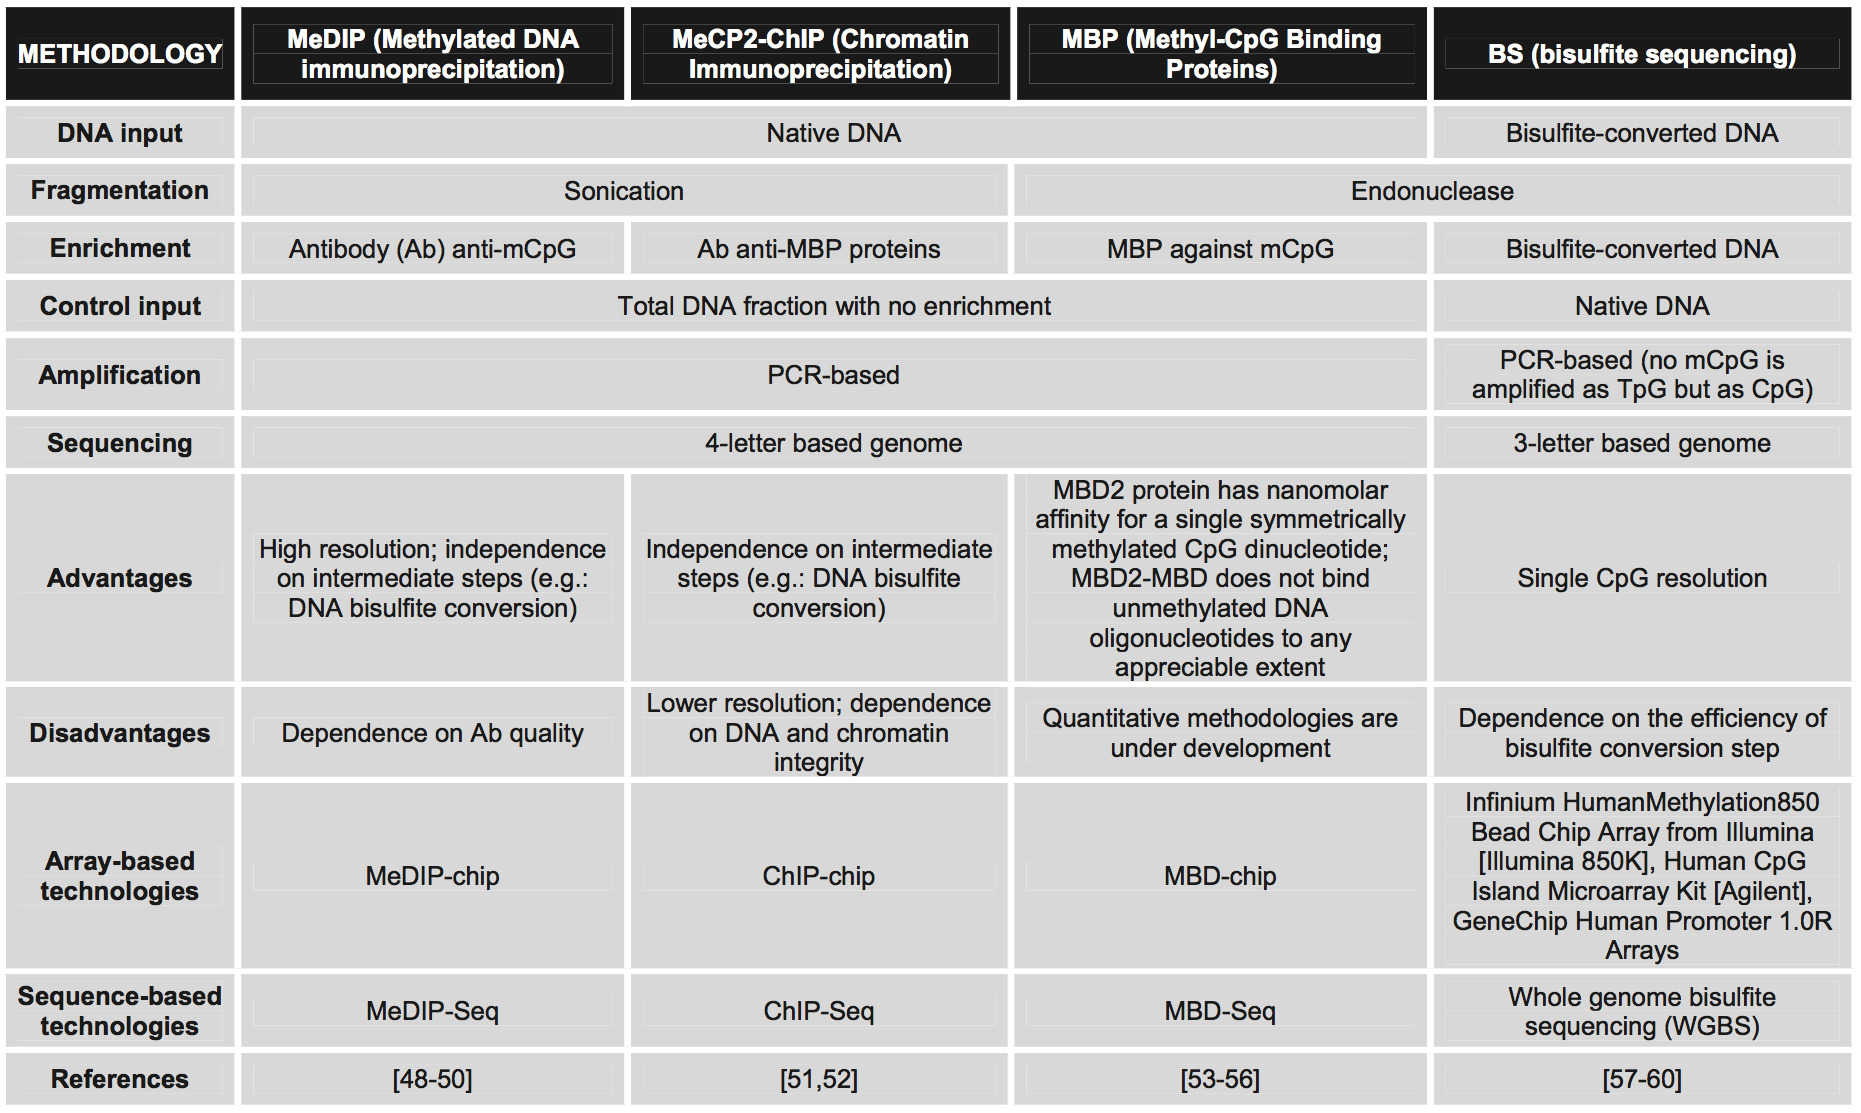 METHODOLOGY
MeDIP (Methylated DNA
immunoprecipitation)
MeCP2-ChIP (Chromatin
Immunoprecipitation)
MBP (Methyl-CpG Binding
Proteins)
BS (bisulfite sequencing)
DNA input
Native DNA
Bisulfite-converted DNA
Fragmentation
Sonication
Endonuclease
Enrichment
Antibody (Ab) anti-mCpG
Ab anti-MBP proteins
MBP against mCpG
Bisulfite-converted DNA
Control input
Total DNA fraction with no enrichment
Native DNA
Amplification
PCR-based
PCR-based (no mCpG is
amplified as TpG but as CpG)
Sequencing
4-letter based genome
3-letter based genome
Advantages
High resolution; independence
on intermediate steps (e.g.:
DNA bisulfite conversion)
Independence on intermediate
steps (e.g.: DNA bisulfite
conversion)
MBD2 protein has nanomolar
affinity for a single symmetrically
methylated CpG dinucleotide;
MBD2-MBD does not bind
unmethylated DNA
oligonucleotides to any
appreciable extent
Single CpG resolution
Disadvantages
Dependence on Ab quality
Lower resolution; dependence
on DNA and chromatin
integrity
Quantitative methodologies are
under development
Dependence on the efficiency of
bisulfite conversion step
Array-based
technologies
MeDIP-chip
ChIP-chip
MBD-chip
Infinium HumanMethylation850
Bead Chip Array from Illumina
[Illumina 850K], Human CpG
Island Microarray Kit [Agilent],
GeneChip Human Promoter 1.0R
Arrays
Sequence-based
technologies
MeDIP-Seq
ChIP-Seq
MBD-Seq
Whole genome bisulfite
sequencing (WGBS)
References
[48-50]
[51,52]
[53-56]
[57-60]